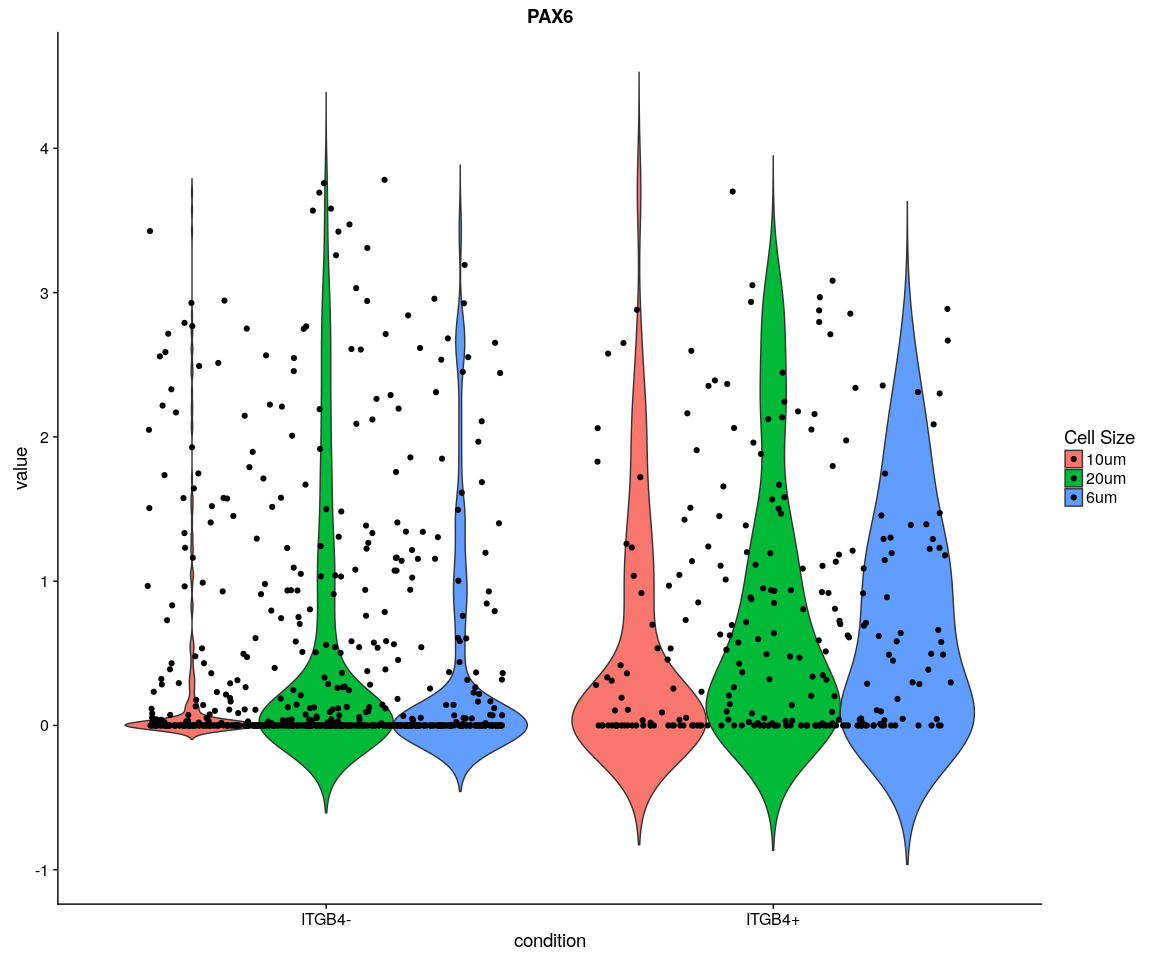 PAX6
4
3
2
1
0
-1
value
ITGB4-
ITGB4+
condition
Cell Size
10um
20um
6um